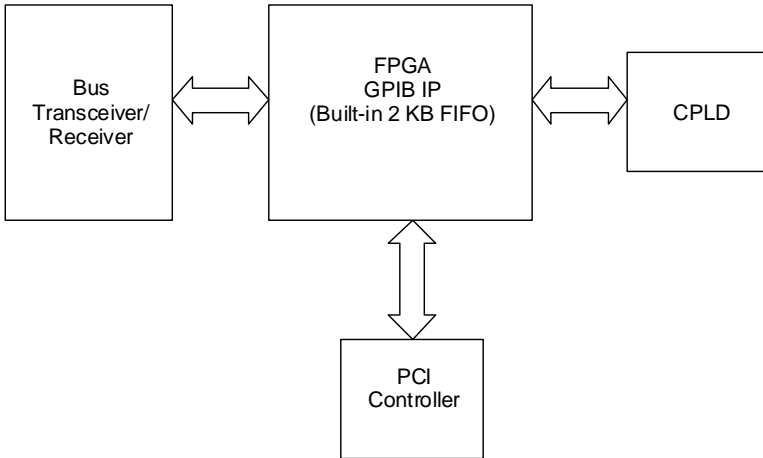 Bus
Transceiver/
Receiver
FPGA
GPIB IP
(Built-in 2 KB FIFO)
CPLD
PCI
Controller